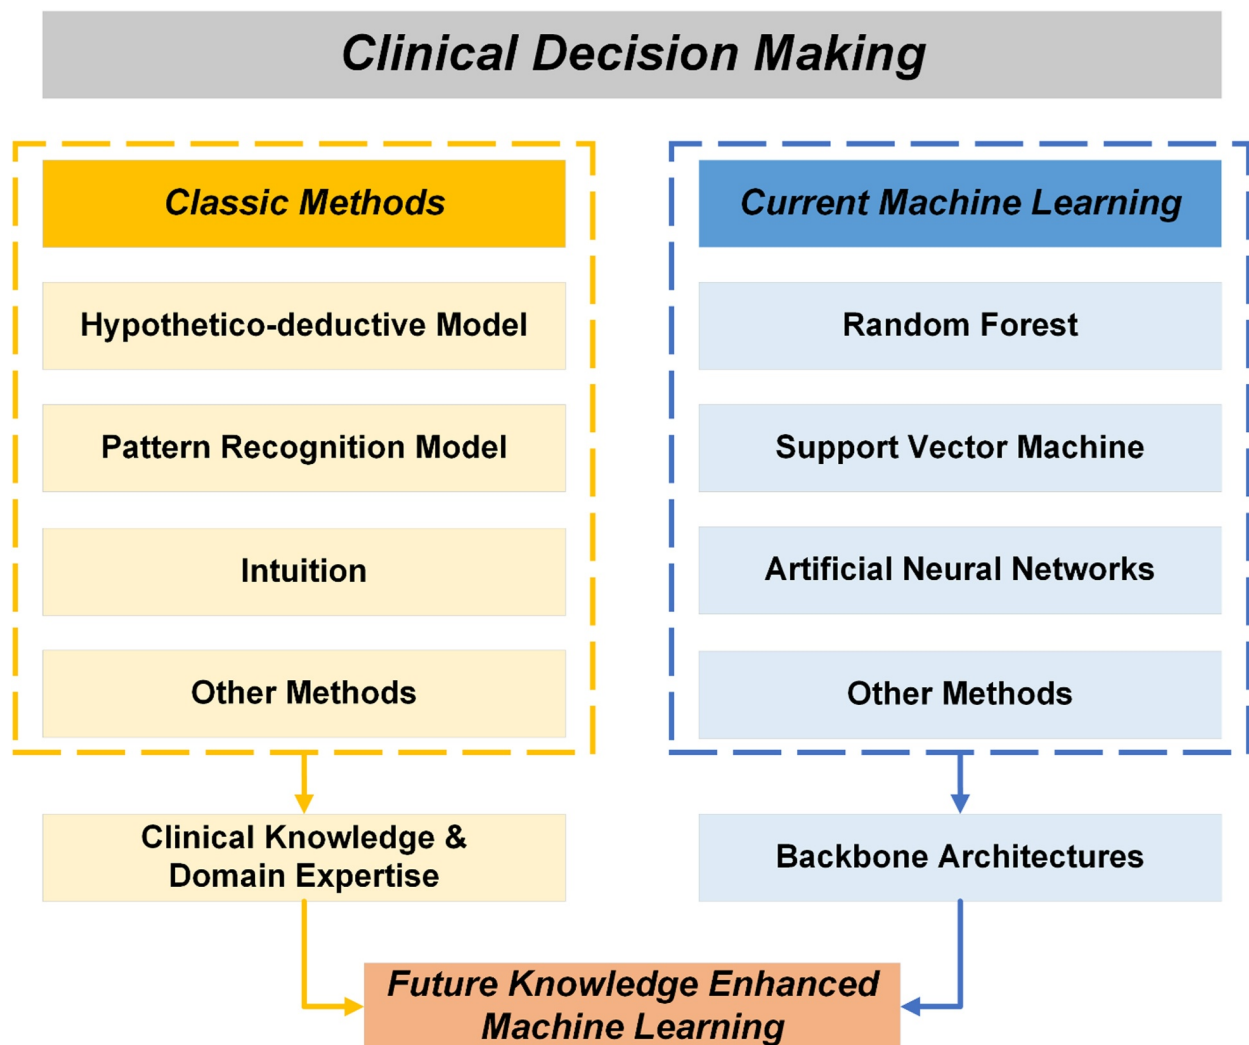 Clinical Decision Making
Classic Methods
Hypothetico-deductive Model
Pattern Recognition Model
Intuition
Other Methods
Clinical Knowledge &
Domain Expertise
Current Machine Learning
Random Forest
Support Vector Machine
Artificial Neural Networks
Other Methods
Backbone Architectures
Future Knowledge Enhanced
Machine Learning